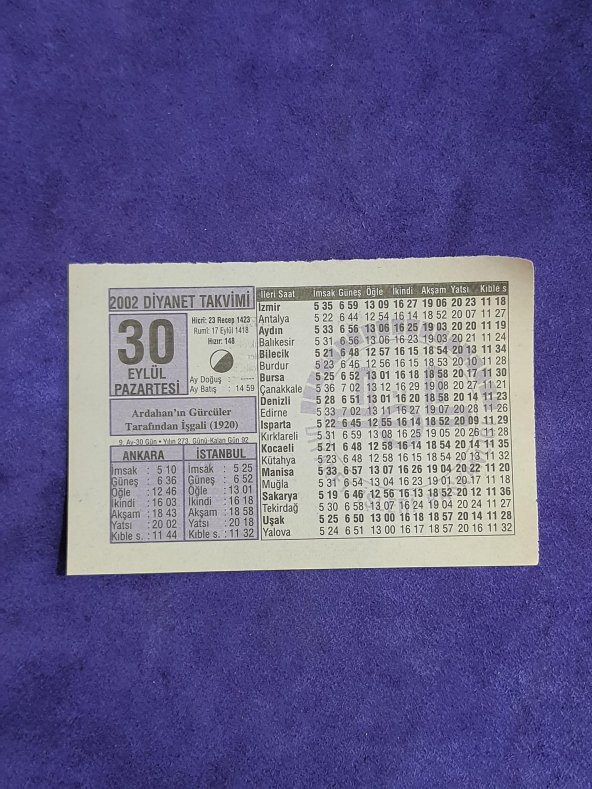 2002 DİYANET TAKVİMİ
30
EYLÜL
PAZARTESİ
Hicrî: 23 Recep 1423
Rumî: 17 Eylül 1418
Hızır: 148
Ay Doğuş :
Ay Batış : 14 59
Ardahan'ın Gürcüler
Tarafından İşgali (1920)
9. Ay-30 Gün • Yılın 273. Günü-Kalan Gün 92
ANKARA
İmsak : 5 10
Güneş : 6 36
Öğle : 12 46
İkindi : 16 03
Akşam : 18 43
Yatsı : 20 02
Kıble s. : 11 44
İSTANBUL
İmsâk : 5 25
Güneş : 6 52
Öğle : 13 01
İkindi : 16 18
Akşam : 18 58
Yatsı : 20 18
Kıble s. : 11 32
İleri Saat İmsak Güneş Öğle İkindi Akşam Yatsı Kıble s
İzmir 5 35 6 59 13 09 16 27 19 06 20 23 11 18
Antalya 5 22 6 44 12 54 16 14 18 52 20 07 11 27
Aydın 5 33 6 56 13 06 16 25 19 03 20 20 11 19
Balıkesir 5 31 6 56 13 06 16 23 19 03 20 21 11 24
Bilecik 5 21 6 48 12 57 16 15 18 54 20 13 11 34
Burdur 5 23 6 46 12 56 16 15 18 53 20 10 11 28
Bursa 5 25 6 52 13 01 16 18 18 58 20 17 11 30
Çanakkale 5 36 7 02 13 12 16 29 19 09
Denizli 5 28 6 51 13 01 16 20 18 58 20 14 11 23
Edirne 5 33 7 02 13 11 16 27
Isparta 5 22 6 45 12 55 16 14 18 52 20 09 11 29
Kırklareli 5 31 6 59 13 08 16 25 19 05 20 26 11 28
Kocaeli 5 21 6 48 12 58 16 14 18 54 20 14 11 35
Kütahya 5 23 6 48 12 58 16 15 18 54 20 12 11 30
Manisa 5 33 6 57 13 07 16 26 19 04 20 22 11 20
Muğla 5 31 6 54 13 04 16 23 19 01 20 17
Sakarya 5 19 6 46 12 56 16 13 18 52 20 12 11 36
Tekirdağ 5 30 6 58 13 07 16 24 19 04 20 24
Uşak 5 25 6 50 13 00 16 18 18 57 20 14 11 28
Yalova 5 24 6 51 13 00 16 17 18 57 20 16 11 32